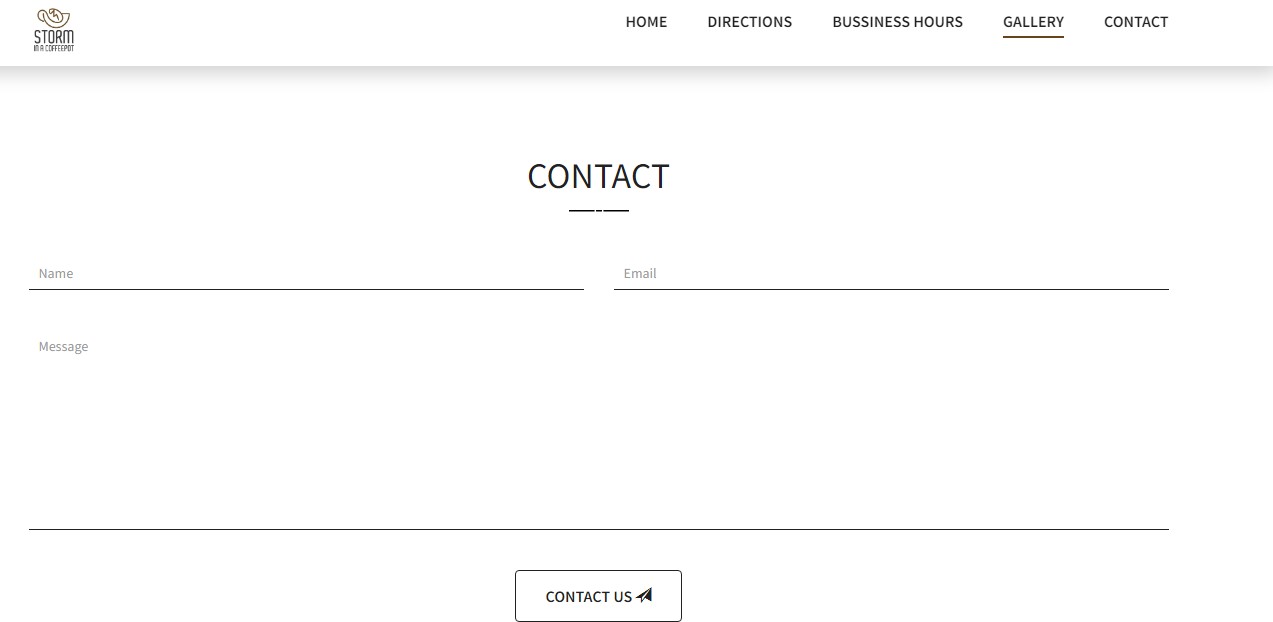 STORM
IN A COFFEEPOT
HOME DIRECTIONS BUSSINESS HOURS GALLERY CONTACT
CONTACT
Name Email
Message
CONTACT US